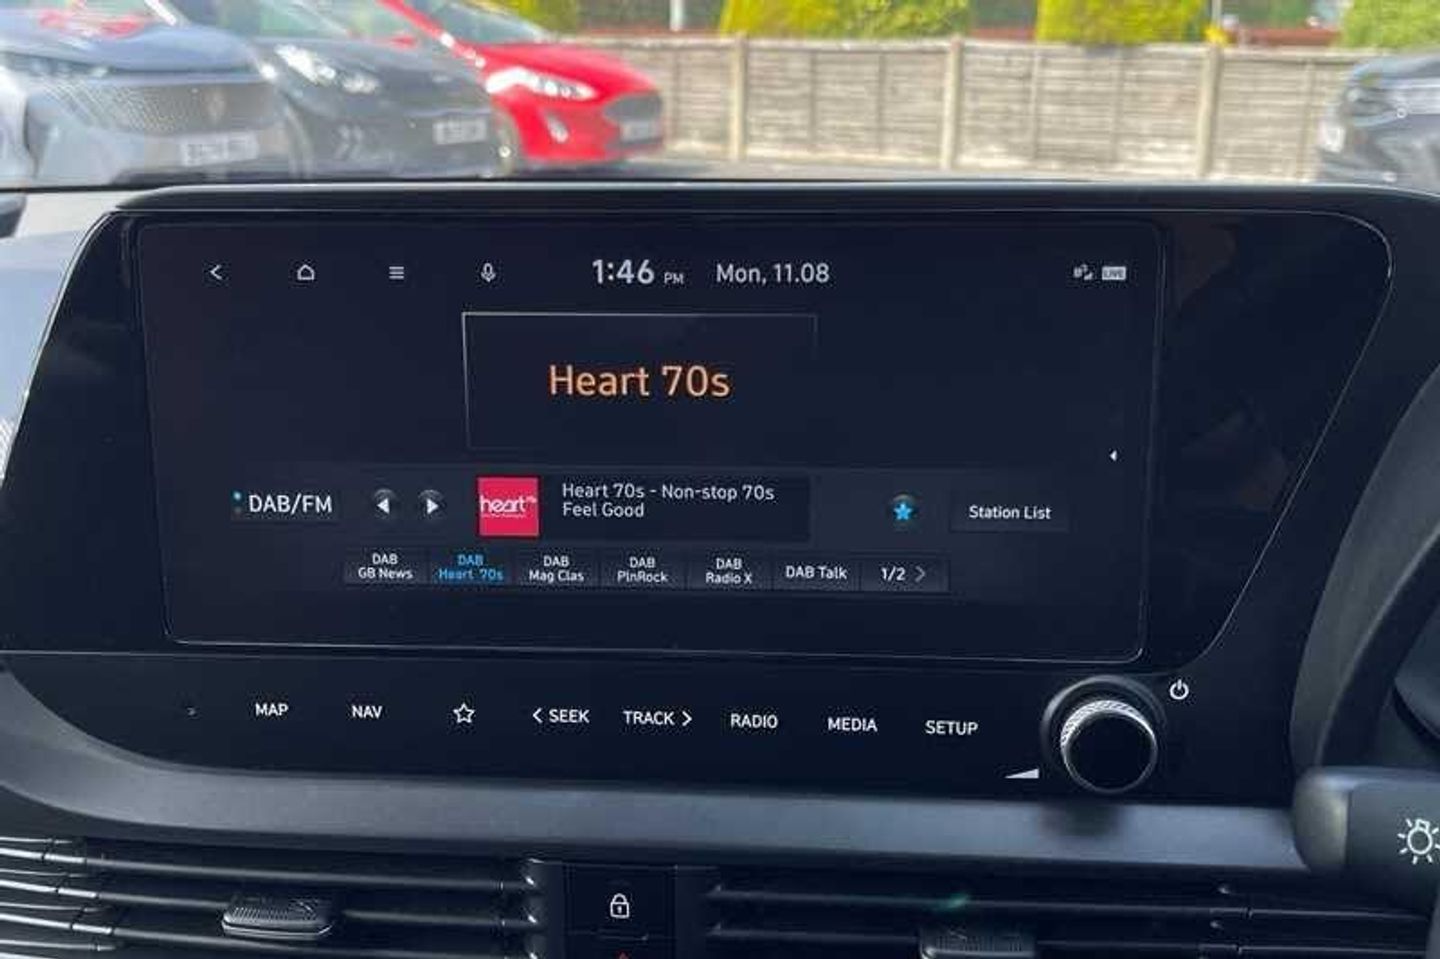 1:46 PM Mon, 11.08
LIVE
Heart 70s
DAB/FM
heart
Heart 70s - Non-stop 70s
Feel Good
Station List
DAB
GB News
DAB
Heart 70s
DAB
Mag Clas
DAB
PlnRock
DAB
Radio X
DAB Talk
1/2 >
MAP
NAV
< SEEK
TRACK >
RADIO
MEDIA
SETUP